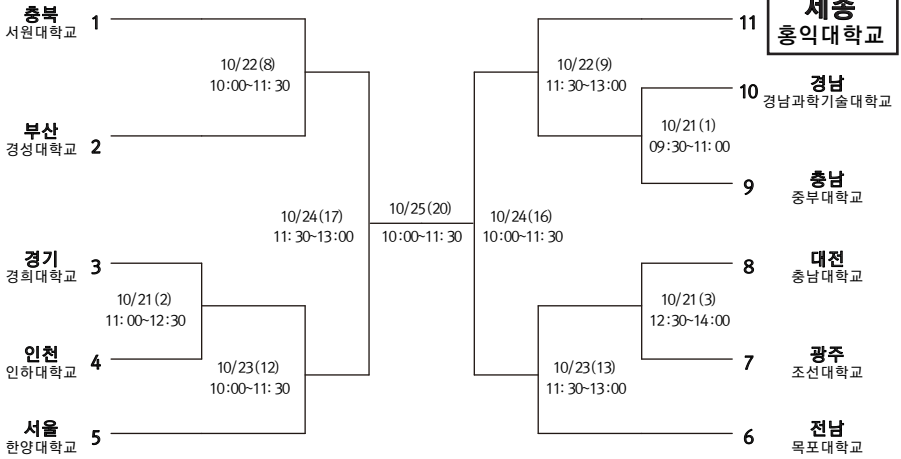 충북
서원대학교 1
10/22(8)
10:00~11:30
부산
경성대학교 2
10/24(17)
11:30~13:00
경기
경희대학교 3
10/21(2)
11:00~12:30
인천
인하대학교 4
10/23(12)
10:00~11:30
서울
한양대학교 5
10/25(20)
10:00~11:30
세종
11 홍익대학교
10/22(9)
11:30~13:00
경남
10 경남과학기술대학교
10/21(1)
09:30~11:00
충남
9 중부대학교
10/24(16)
10:00~11:30
대전
8 충남대학교
10/21(3)
12:30~14:00
광주
7 조선대학교
10/23(13)
11:30~13:00
전남
6 목포대학교